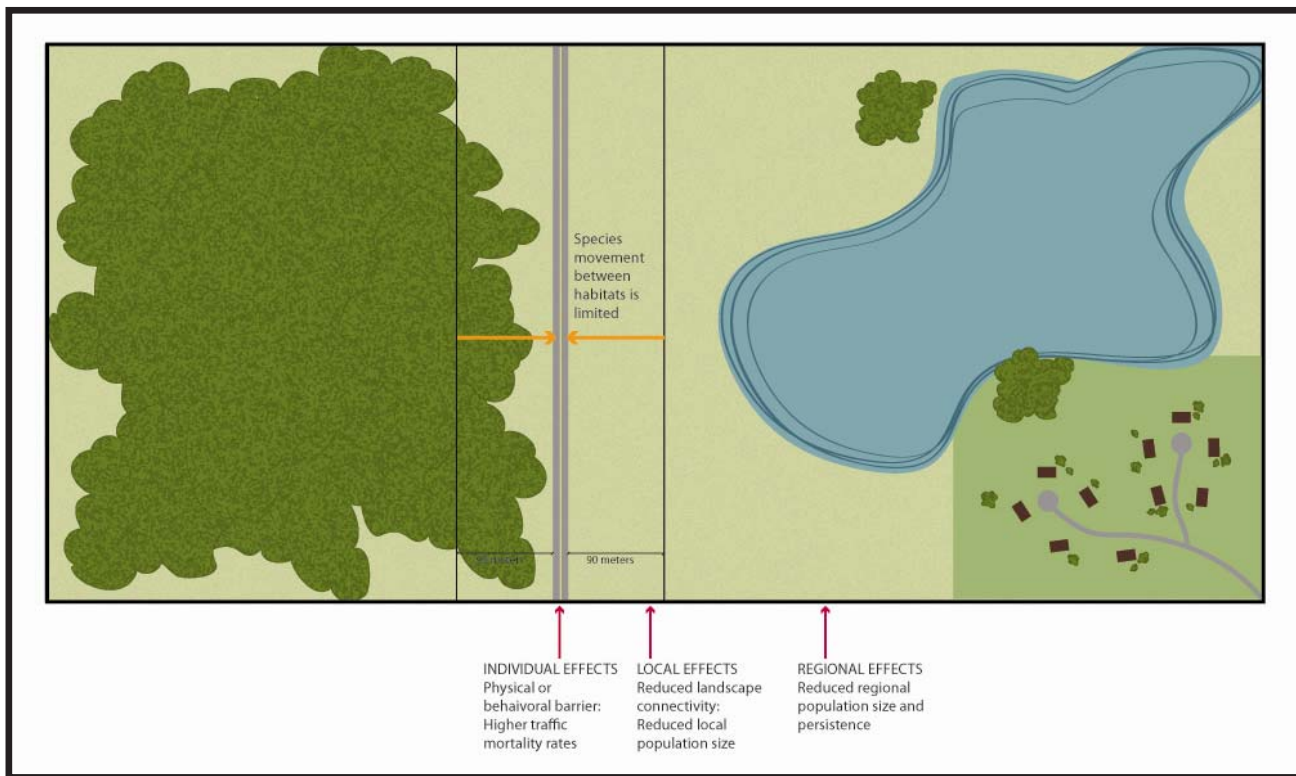 Species
movement
between
habitats is
limited
90 meters
INDIVIDUAL EFFECTS
Physical or
behaivoral barrier:
Higher traffic
mortality rates
LOCAL EFFECTS
Reduced landscape
connectivity:
Reduced local
population size
REGIONAL EFFECTS
Reduced regional
population size and
persistence